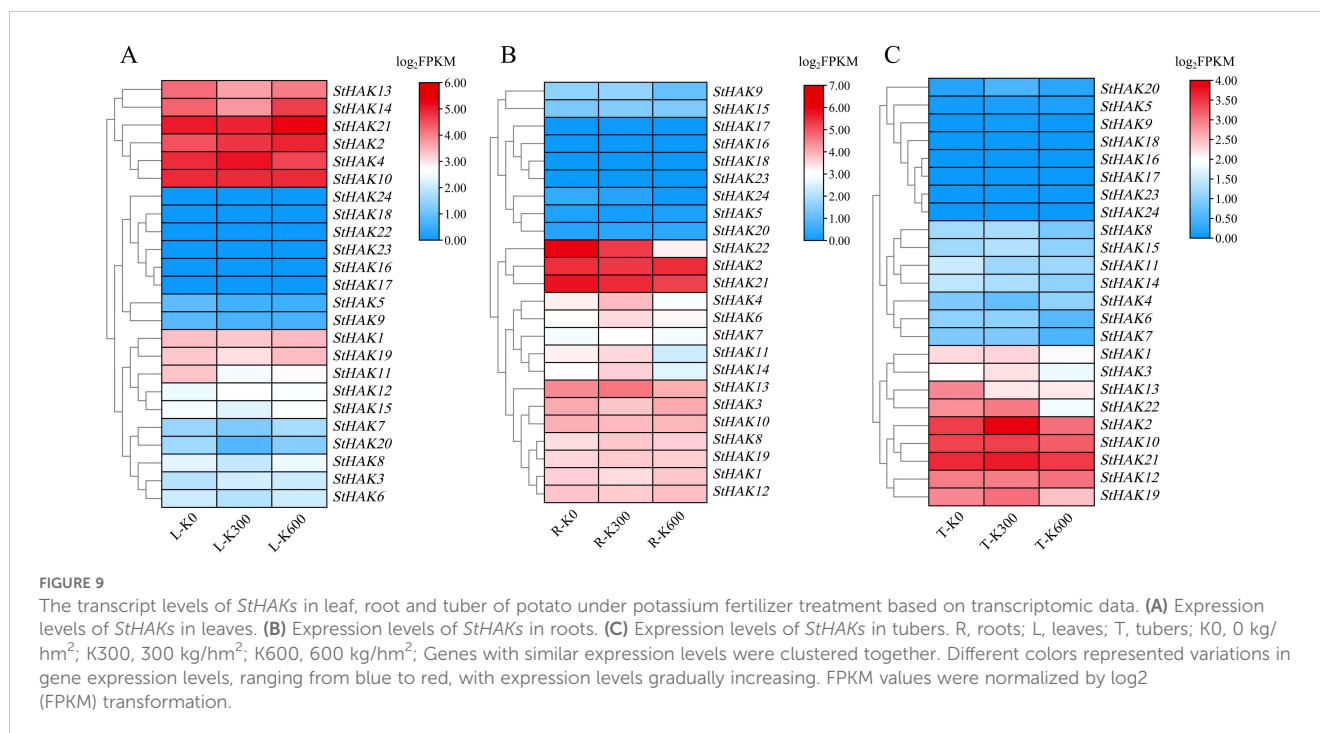 A
log2FPKM
6.00
5.00
4.00
3.00
2.00
1.00
0.00
StHAK13
StHAK14
StHAK21
StHAK2
StHAK4
StHAK10
StHAK24
StHAK18
StHAK22
StHAK23
StHAK16
StHAK17
StHAK5
StHAK9
StHAK1
StHAK19
StHAK11
StHAK12
StHAK15
StHAK7
StHAK20
StHAK8
StHAK3
StHAK6
L-K0
L-K300
L-K600
B
log2FPKM
7.00
6.00
5.00
4.00
3.00
2.00
1.00
0.00
StHAK9
StHAK15
StHAK17
StHAK16
StHAK18
StHAK23
StHAK24
StHAK5
StHAK20
StHAK22
StHAK2
StHAK21
StHAK4
StHAK6
StHAK7
StHAK11
StHAK14
StHAK13
StHAK3
StHAK10
StHAK8
StHAK19
StHAK1
StHAK12
R-K0
R-K300
R-K600
C
log2FPKM
4.00
3.50
3.00
2.50
2.00
1.50
1.00
0.50
0.00
StHAK20
StHAK5
StHAK9
StHAK18
StHAK16
StHAK17
StHAK23
StHAK24
StHAK8
StHAK15
StHAK11
StHAK14
StHAK4
StHAK6
StHAK7
StHAK1
StHAK3
StHAK13
StHAK22
StHAK2
StHAK10
StHAK21
StHAK12
StHAK19
T-K0
T-K300
T-K600
FIGURE 9
The transcript levels of StHAKs in leaf, root and tuber of potato under potassium fertilizer treatment based on transcriptomic data. (A) Expression
levels of StHAKs in leaves. (B) Expression levels of StHAKs in roots. (C) Expression levels of StHAKs in tubers. R, roots; L, leaves; T, tubers; K0, 0 kg/
hm²; K300, 300 kg/hm²; K600, 600 kg/hm²; Genes with similar expression levels were clustered together. Different colors represented variations in
gene expression levels, ranging from blue to red, with expression levels gradually increasing. FPKM values were normalized by log2
(FPKM) transformation.